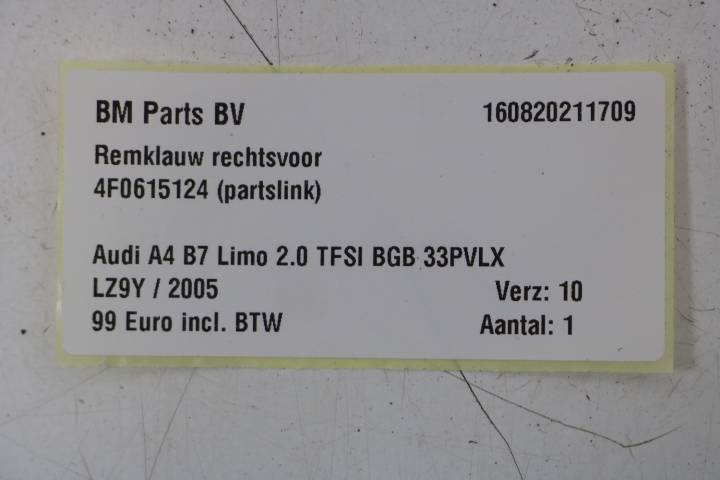 BM Parts BV 160820211709
Remklauw rechtsvoor
4F0615124 (partslink)
Audi A4 B7 Limo 2.0 TFSI BGB 33PVLX
LZ9Y / 2005 Verz: 10
99 Euro incl. BTW Aantal: 1